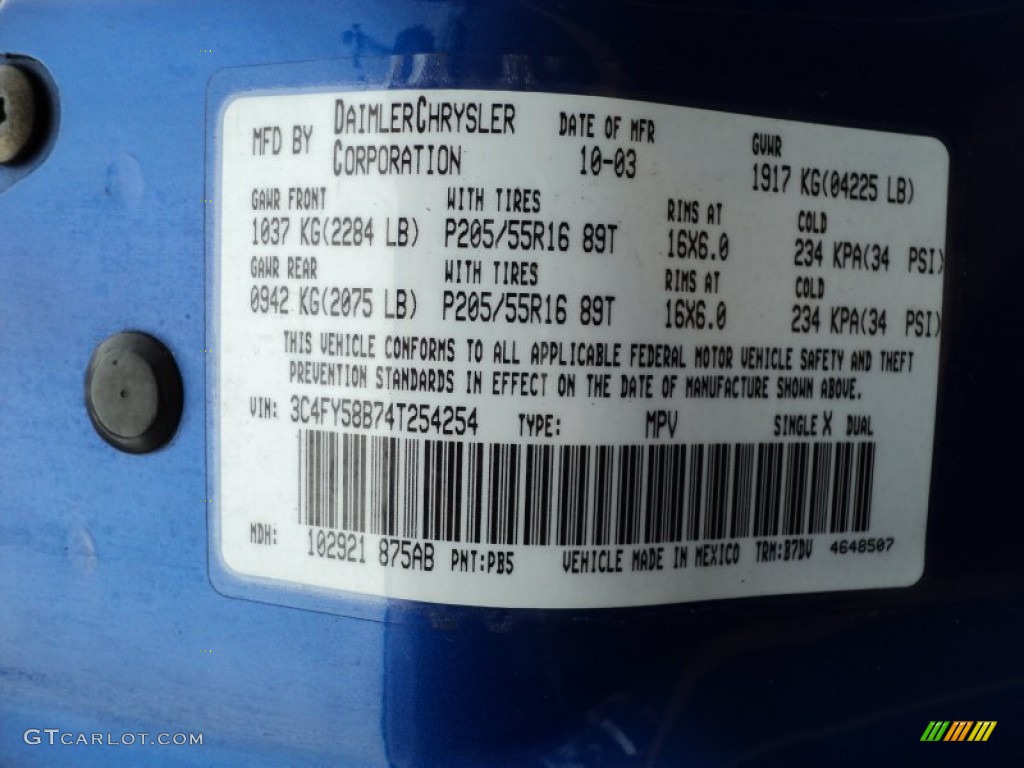 MFD BY DAIMLERCHRYSLER CORPORATION
DATE OF MFR 10-03
GVWR 1917 KG(04225 LB)
GAWR FRONT WITH TIRES RIMS AT COLD
1037 KG(2284 LB) P205/55R16 89T 16X6.0 234 KPA(34 PSI)
GAWR REAR WITH TIRES RIMS AT COLD
0942 KG(2075 LB) P205/55R16 89T 16X6.0 234 KPA(34 PSI)
THIS VEHICLE CONFORMS TO ALL APPLICABLE FEDERAL MOTOR VEHICLE SAFETY AND THEFT
PREVENTION STANDARDS IN EFFECT ON THE DATE OF MANUFACTURE SHOWN ABOVE.
VIN: 3C4FY58B74T254254 TYPE: MPV SINGLE X DUAL
MDH: 102921 875AB PNT:PB5 VEHICLE MADE IN MEXICO TRM:B7DV 4648507
GTCARLOT.COM